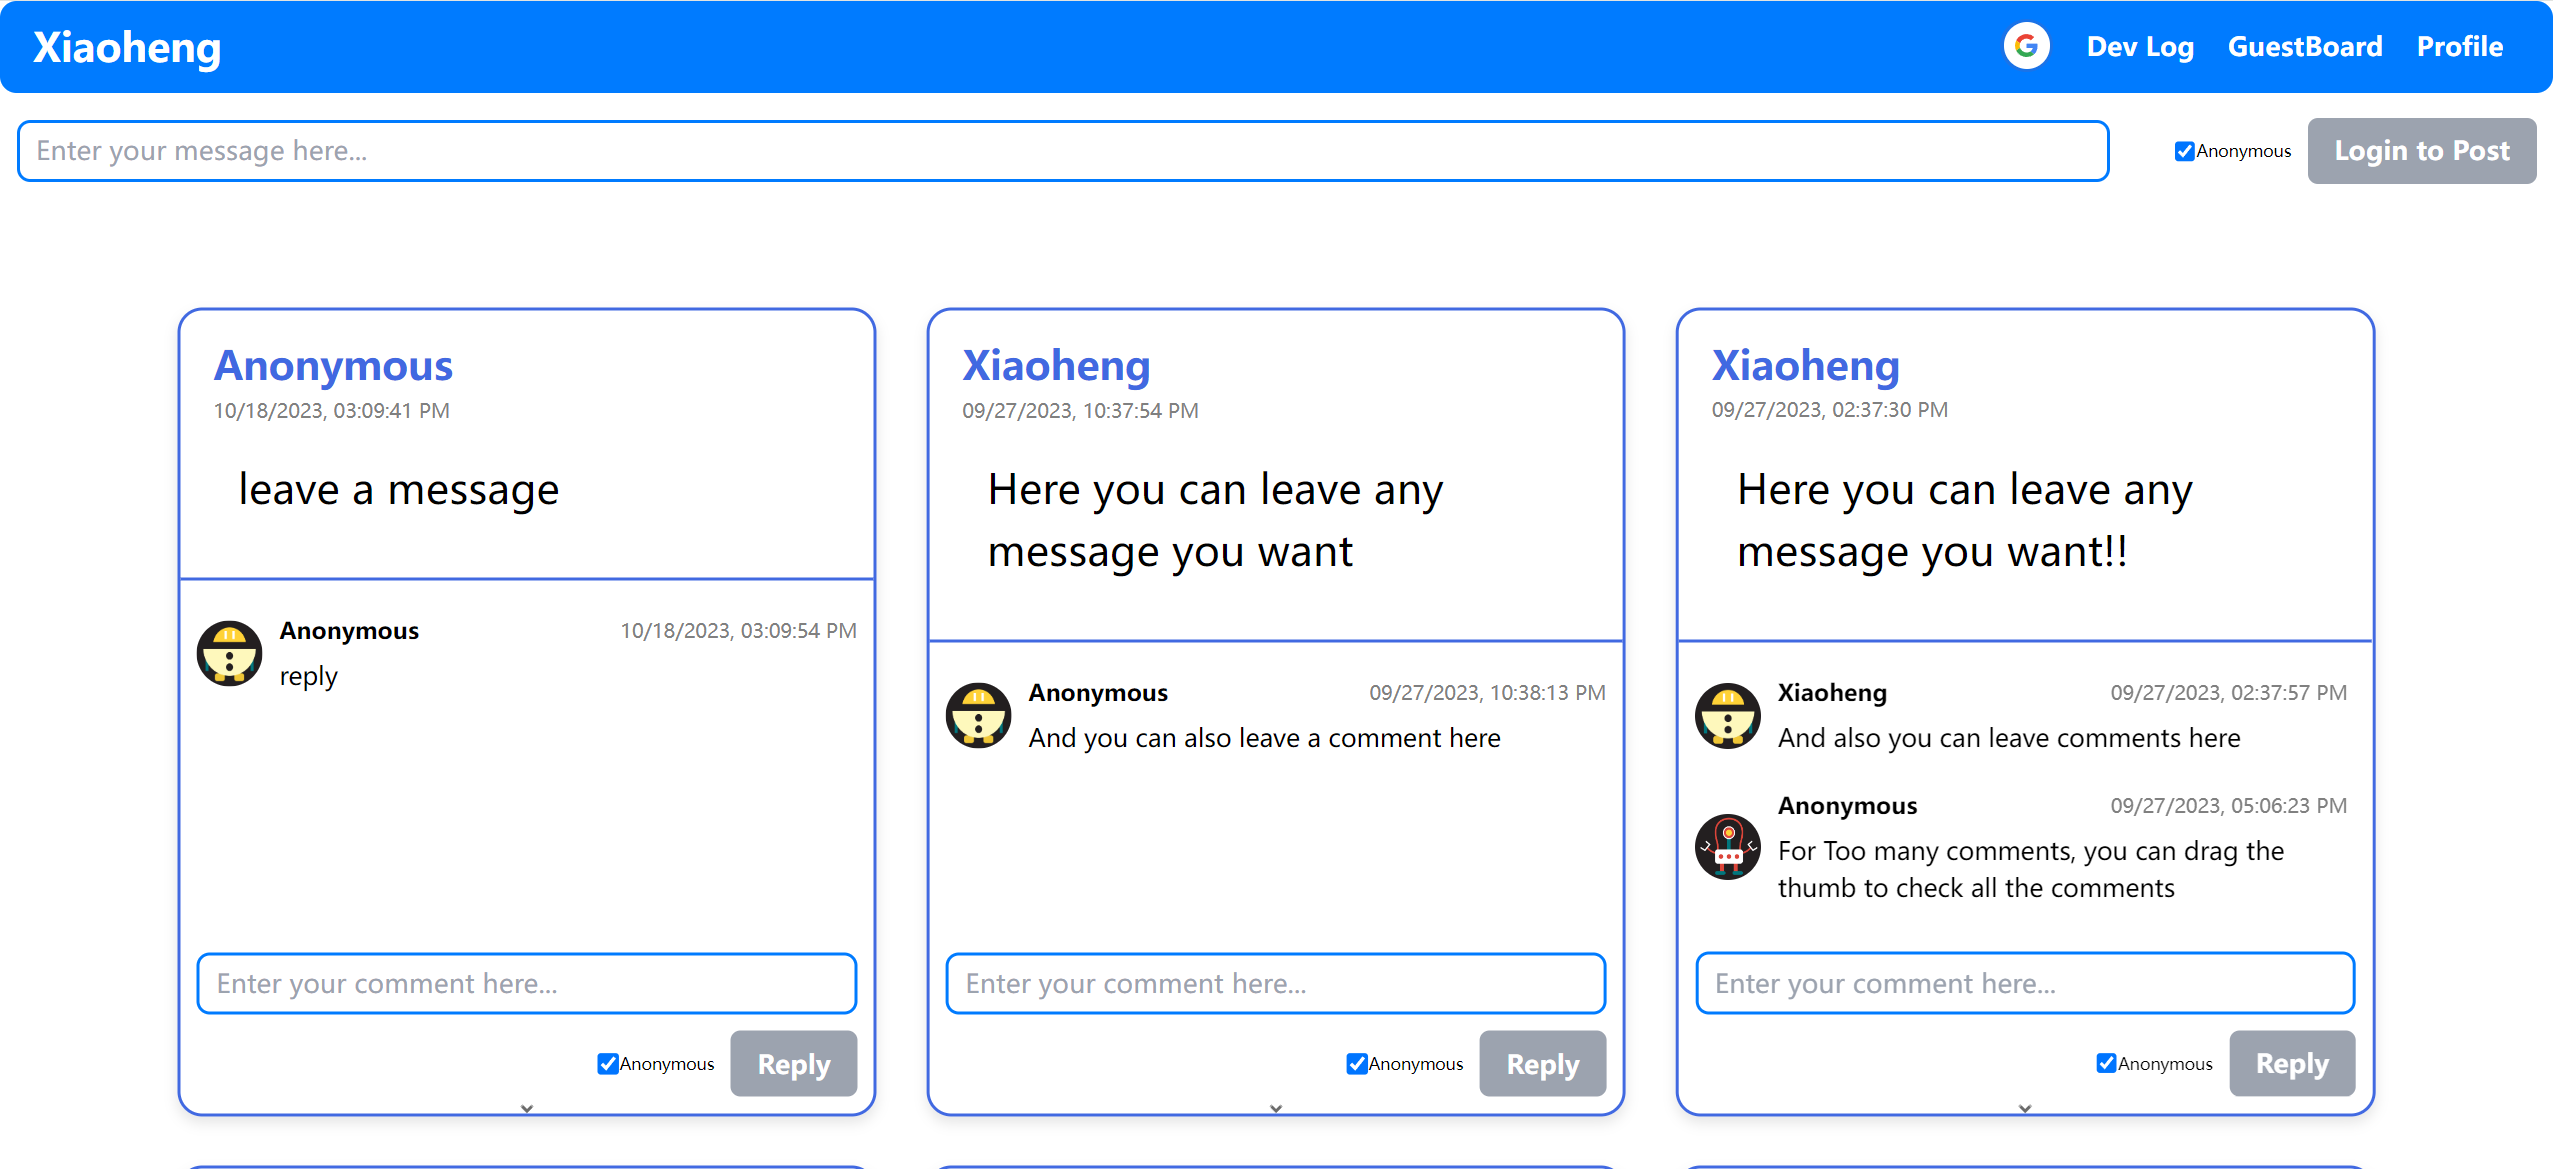 Xiaoheng
G Dev Log GuestBoard Profile
Enter your message here...
Anonymous Login to Post
Anonymous
10/18/2023, 03:09:41 PM
leave a message
Anonymous 10/18/2023, 03:09:54 PM
reply
Enter your comment here...
Anonymous Reply
Xiaoheng
09/27/2023, 10:37:54 PM
Here you can leave any
message you want
Anonymous 09/27/2023, 10:38:13 PM
And you can also leave a comment here
Enter your comment here...
Anonymous Reply
Xiaoheng
09/27/2023, 02:37:30 PM
Here you can leave any
message you want!!
Xiaoheng 09/27/2023, 02:37:57 PM
And also you can leave comments here
Anonymous 09/27/2023, 05:06:23 PM
For Too many comments, you can drag the
thumb to check all the comments
Enter your comment here...
Anonymous Reply